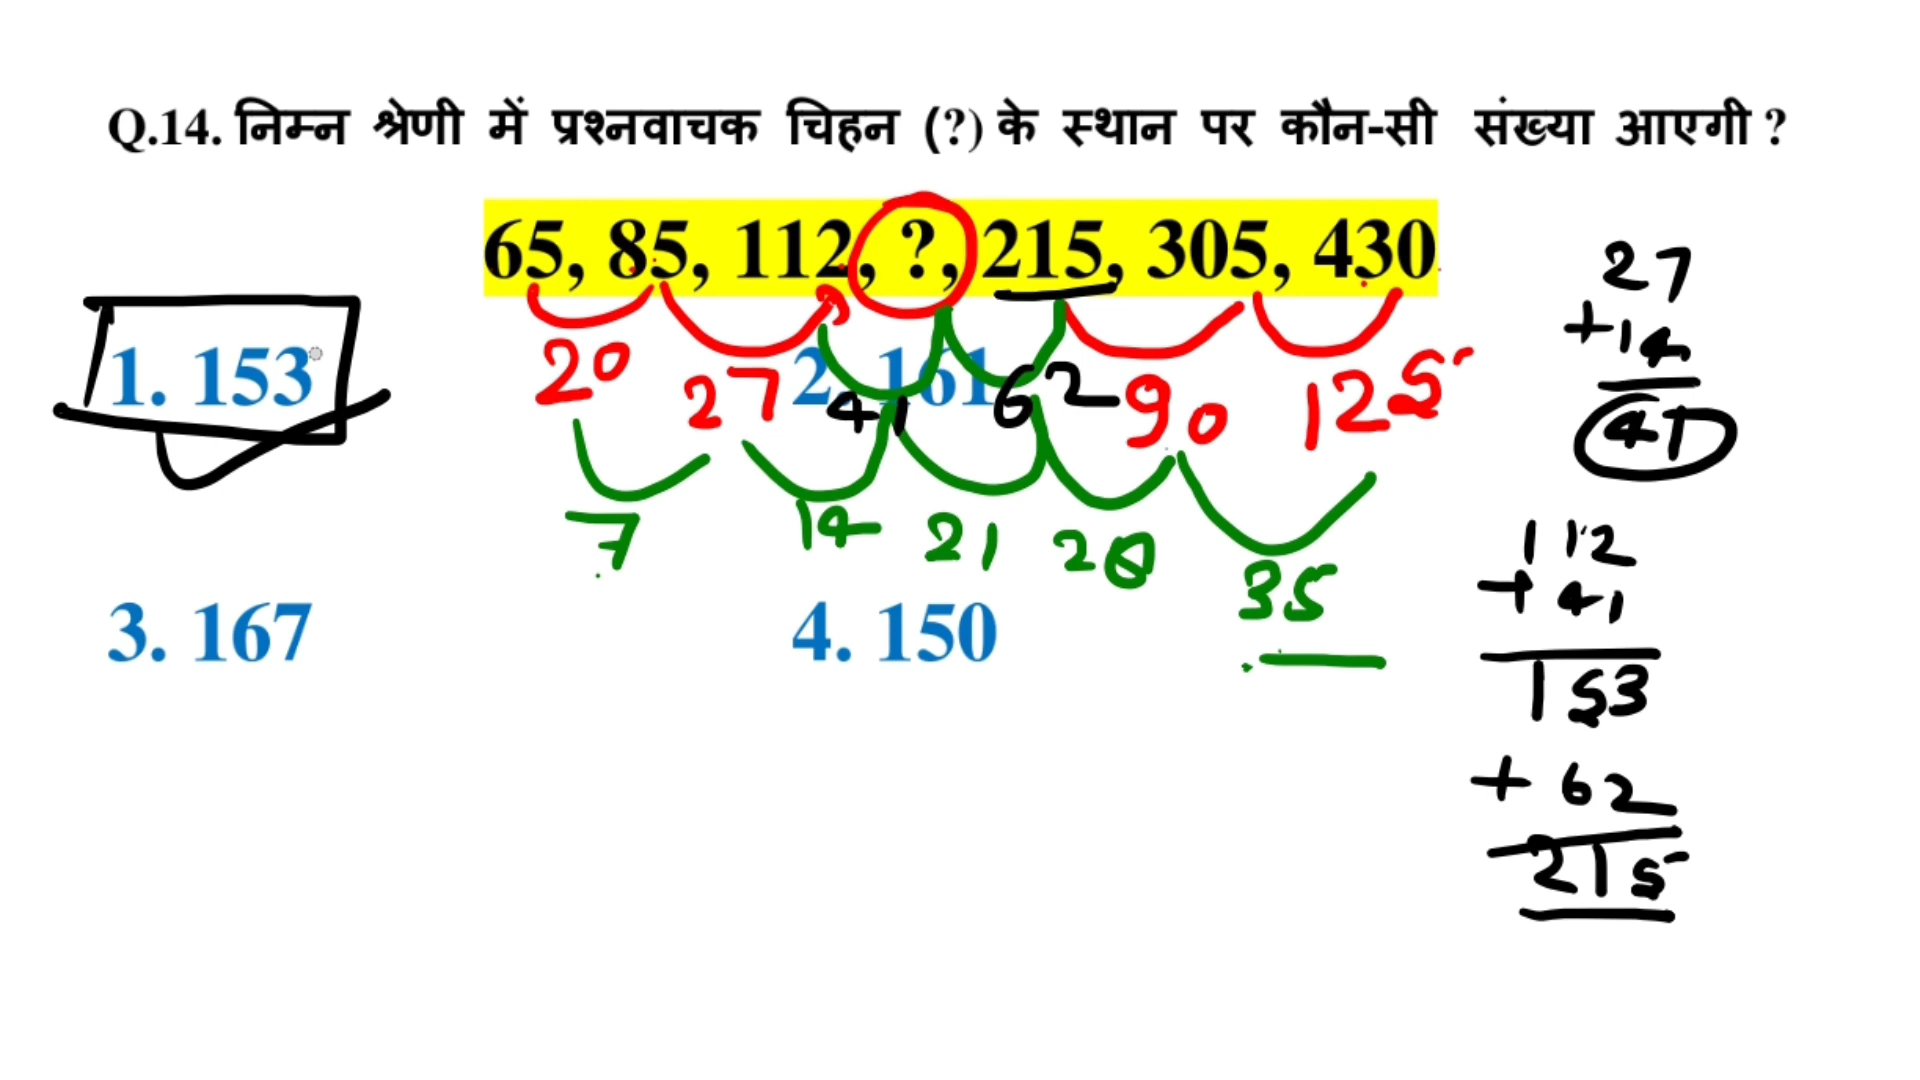 Q.14. निम्न श्रेणी में प्रश्नवाचक चिहन (?) के स्थान पर कौन-सी संख्या आएगी ?
65, 85, 112, ?, 215, 305, 430
1. 153 2. 161
3. 167 4. 150
20 27 41 62 90 125
7 14 21 28 35
27
+14
41
112
+ 41
153
+ 62
215